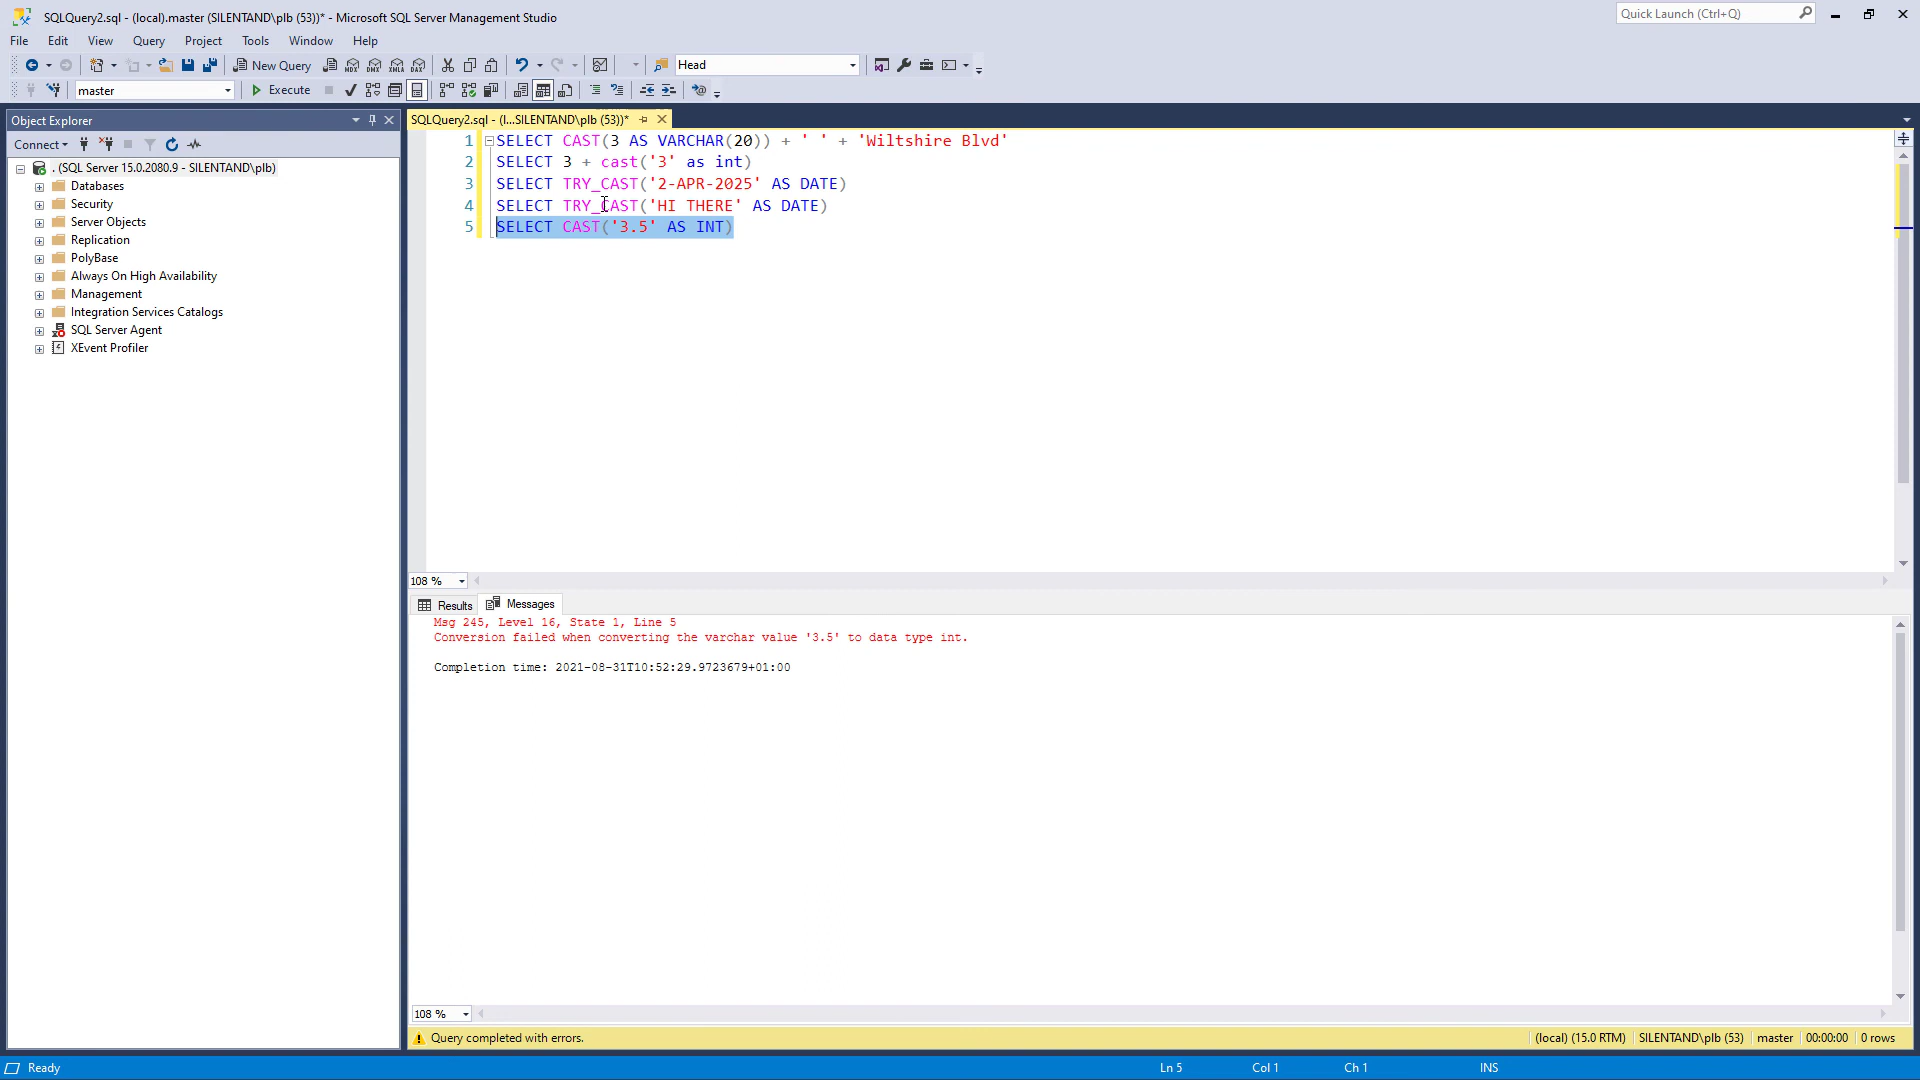 SQLQuery2.sql - (local).master (SILENTAND\plb (53))* - Microsoft SQL Server Management Studio
Quick Launch (Ctrl+Q)
File Edit View Query Project Tools Window Help
New Query
MDX DMX XMLA DAX
Head
master
Execute
Object Explorer
SQLQuery2.sql - (l...SILENTAND\plb (53))*
Connect
. (SQL Server 15.0.2080.9 - SILENTAND\plb)
Databases
Security
Server Objects
Replication
PolyBase
Always On High Availability
Management
Integration Services Catalogs
SQL Server Agent
XEvent Profiler
1 SELECT CAST(3 AS VARCHAR(20)) + ' ' + 'Wiltshire Blvd'
2 SELECT 3 + cast('3' as int)
3 SELECT TRY_CAST('2-APR-2025' AS DATE)
4 SELECT TRY_CAST('HI THERE' AS DATE)
5 SELECT CAST('3.5' AS INT)
108 %
Results Messages
Msg 245, Level 16, State 1, Line 5
Conversion failed when converting the varchar value '3.5' to data type int.
Completion time: 2021-08-31T10:52:29.9723679+01:00
108 %
Query completed with errors.
(local) (15.0 RTM) SILENTAND\plb (53) master 00:00:00 0 rows
Ready
Ln 5 Col 1 Ch 1 INS